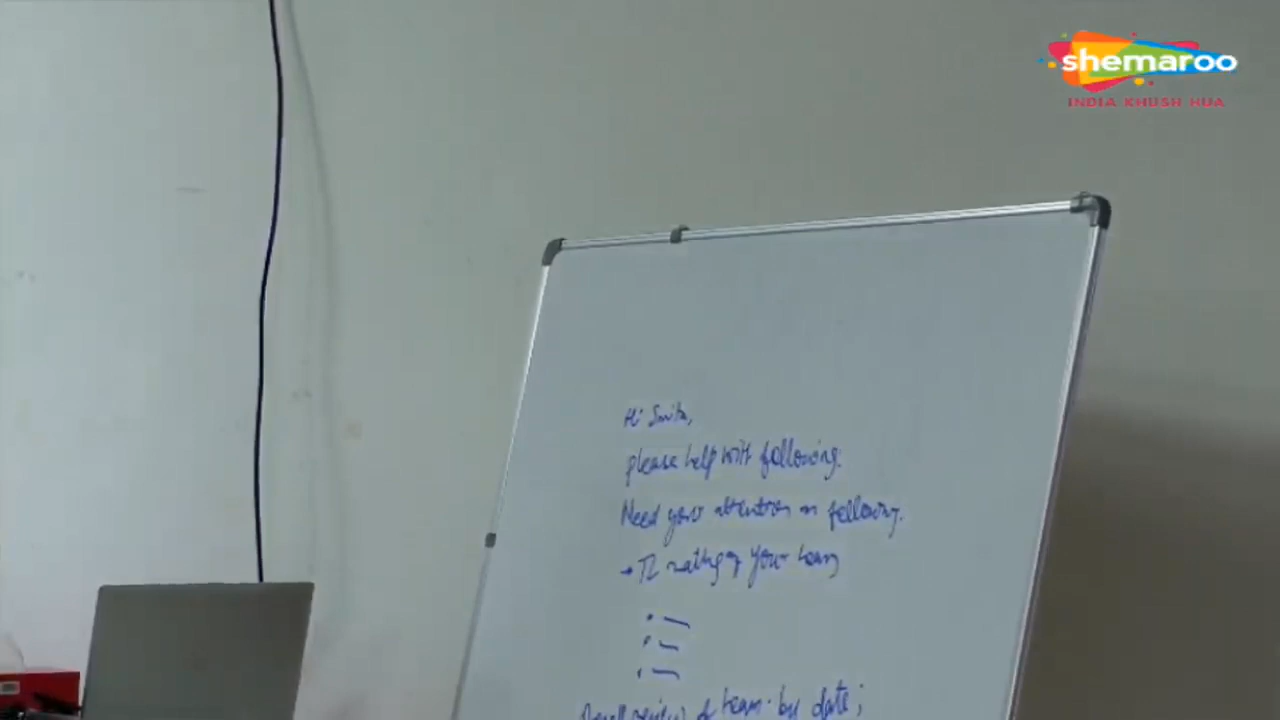 shemaroo
INDIA KHUSH HUA
Hi Smita,
please help with following:
Need your attention on following.
→ TL rating of your team
review of team by date;